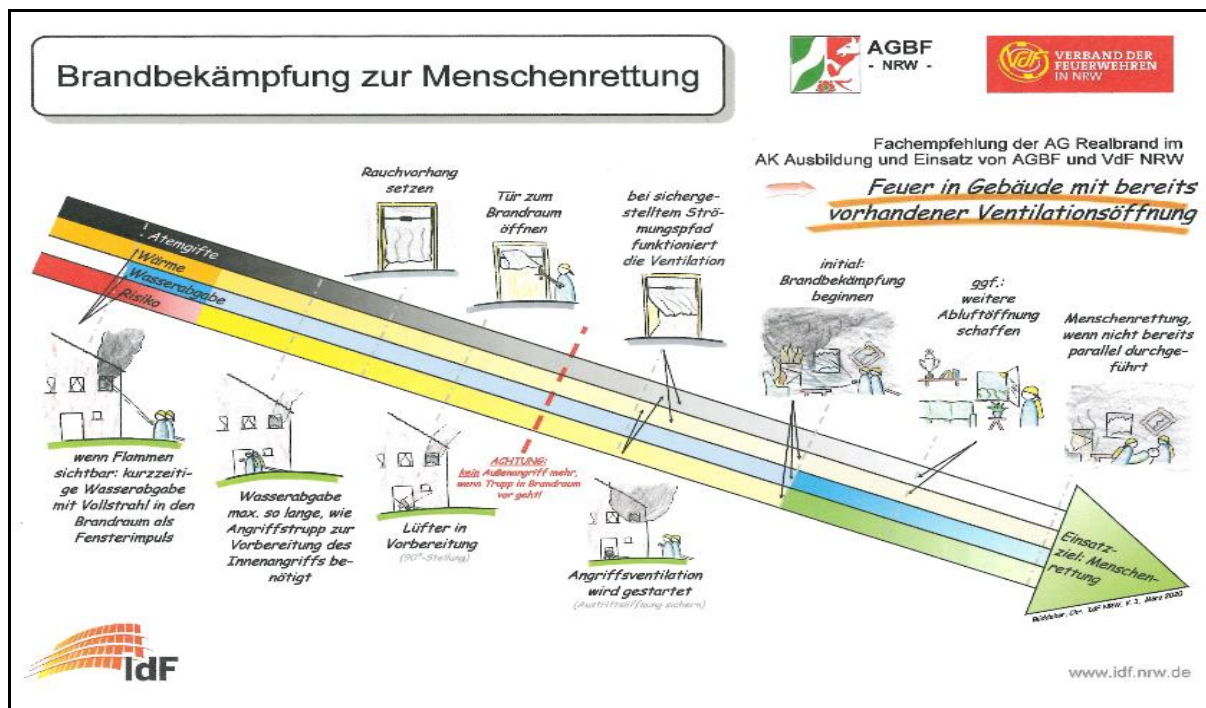 Brandbekämpfung zur Menschenrettung
AGBF
- NRW -
VdF
VERBAND DER
FEUERWEHREN
IN NRW
Fachempfehlung der AG Realbrand im
AK Ausbildung und Einsatz von AGBF und VdF NRW
Feuer in Gebäude mit bereits
vorhandener Ventilationsöffnung
Rauchvorhang
setzen
Tür zum
Brandraum
öffnen
bei sicherge-
stelltem Strö-
mungspfad
funktioniert
die Ventilation
initial:
Brandbekämpfung
beginnen
ggf.:
weitere
Abluftöffnung
schaffen
Menschenrettung,
wenn nicht bereits
parallel durchge-
führt
Atemgifte
Wärme
Wasserabgabe
Risiko
wenn Flammen
sichtbar: kurzzeiti-
ge Wasserabgabe
mit Vollstrahl in den
Brandraum als
Fensterimpuls
Wasserabgabe
max. so lange, wie
Angriffstrupp zur
Vorbereitung des
Innenangriffs be-
nötigt
Lüfter in
Vorbereitung
(90°-Stellung)
ACHTUNG:
kein Außenangriff mehr,
wenn Trupp in Brandraum
vor geht!
Angriffsventilation
wird gestartet
(Austrittsöffnung sichern)
Einsatz-
ziel: Menschen-
rettung
IdF NRW, V.
März 2020
IdF
www.idf.nrw.de